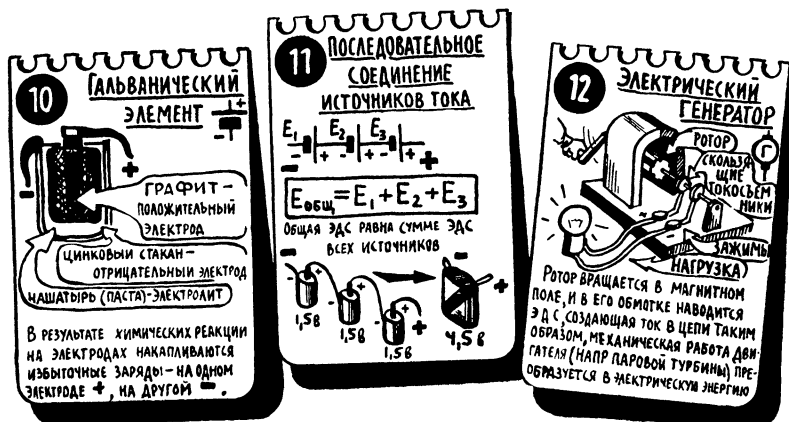 10
ГАЛЬВАНИЧЕСКИЙ
ЭЛЕМЕНТ
+
-
-
+
ГРАФИТ –
ПОЛОЖИТЕЛЬНЫЙ
ЭЛЕКТРОД
ЦИНКОВЫЙ СТАКАН-
ОТРИЦАТЕЛЬНЫЙ ЭЛЕКТРОД
НАШАТЫРЬ (ПАСТА)-ЭЛЕКТРОЛИТ
В РЕЗУЛЬТАТЕ ХИМИЧЕСКИХ РЕАКЦИИ
НА ЭЛЕКТРОДАХ НАКАПЛИВАЮТСЯ
ИЗБЫТОЧНЫЕ ЗАРЯДЫ – НА ОДНОМ
ЭЛЕКТРОДЕ +, НА ДРУГОЙ –.
11
ПОСЛЕДОВАТЕЛЬНОЕ
СОЕДИНЕНИЕ
ИСТОЧНИКОВ ТОКА
E1 E2 E3
- - + - + - + +
Eобщ=E1+E2+E3
ОБЩАЯ ЭДС РАВНА СУММЕ ЭДС
ВСЕХ ИСТОЧНИКОВ
- + - + - + + - +
1,5В 1,5В 1,5В 4,5В
12
ЭЛЕКТРИЧЕСКИЙ
ГЕНЕРАТОР
РОТОР
Г
СКОЛЬЗЯ
ЩИЕ
ТОКОСЪЕМ
НИКИ
ЗАЖИМЫ
НАГРУЗКА
РОТОР ВРАЩАЕТСЯ В МАГНИТНОМ
ПОЛЕ, И В ЕГО ОБМОТКЕ НАВОДИТСЯ
Э Д С, СОЗДАЮЩАЯ ТОК В ЦЕПИ ТАКИМ
ОБРАЗОМ, МЕХАНИЧЕСКАЯ РАБОТА ДВИ-
ГАТЕЛЯ (НАПР ПАРОВОЙ ТУРБИНЫ) ПРЕ-
ОБРАЗУЕТСЯ В ЭЛЕКТРИЧЕСКУЮ ЭНЕРГИЮ